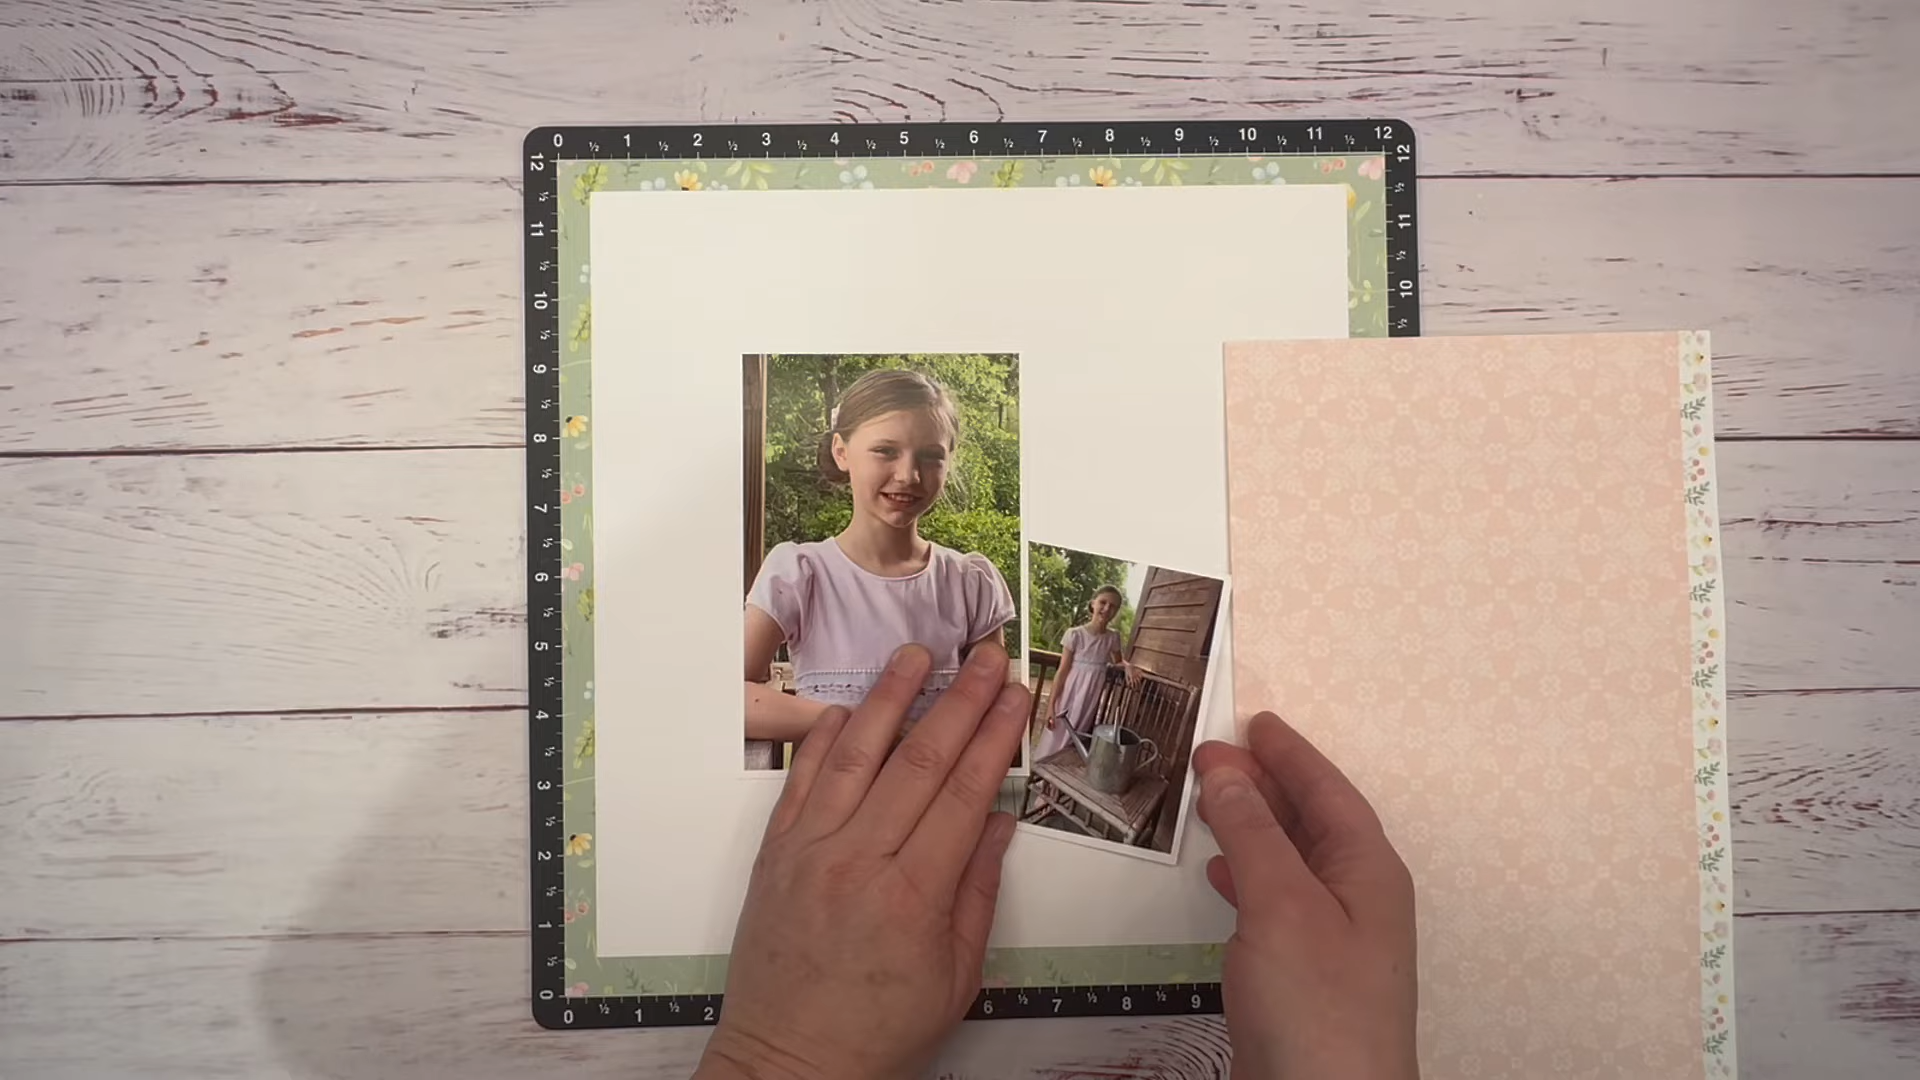 0 ½ 1 ½ 2 ½ 3 ½ 4 ½ 5 ½ 6 ½ 7 ½ 8 ½ 9 ½ 10 ½ 11 ½ 12
12 ½ 11 ½ 10 ½ 9 ½ 8 ½ 7 ½ 6 ½ 5 ½ 4 ½ 3 ½ 2 ½ 1 ½ 0
12 ½ 11 ½ 10 ½
0 ½ 1 ½ 2 6 ½ 7 ½ 8 ½ 9